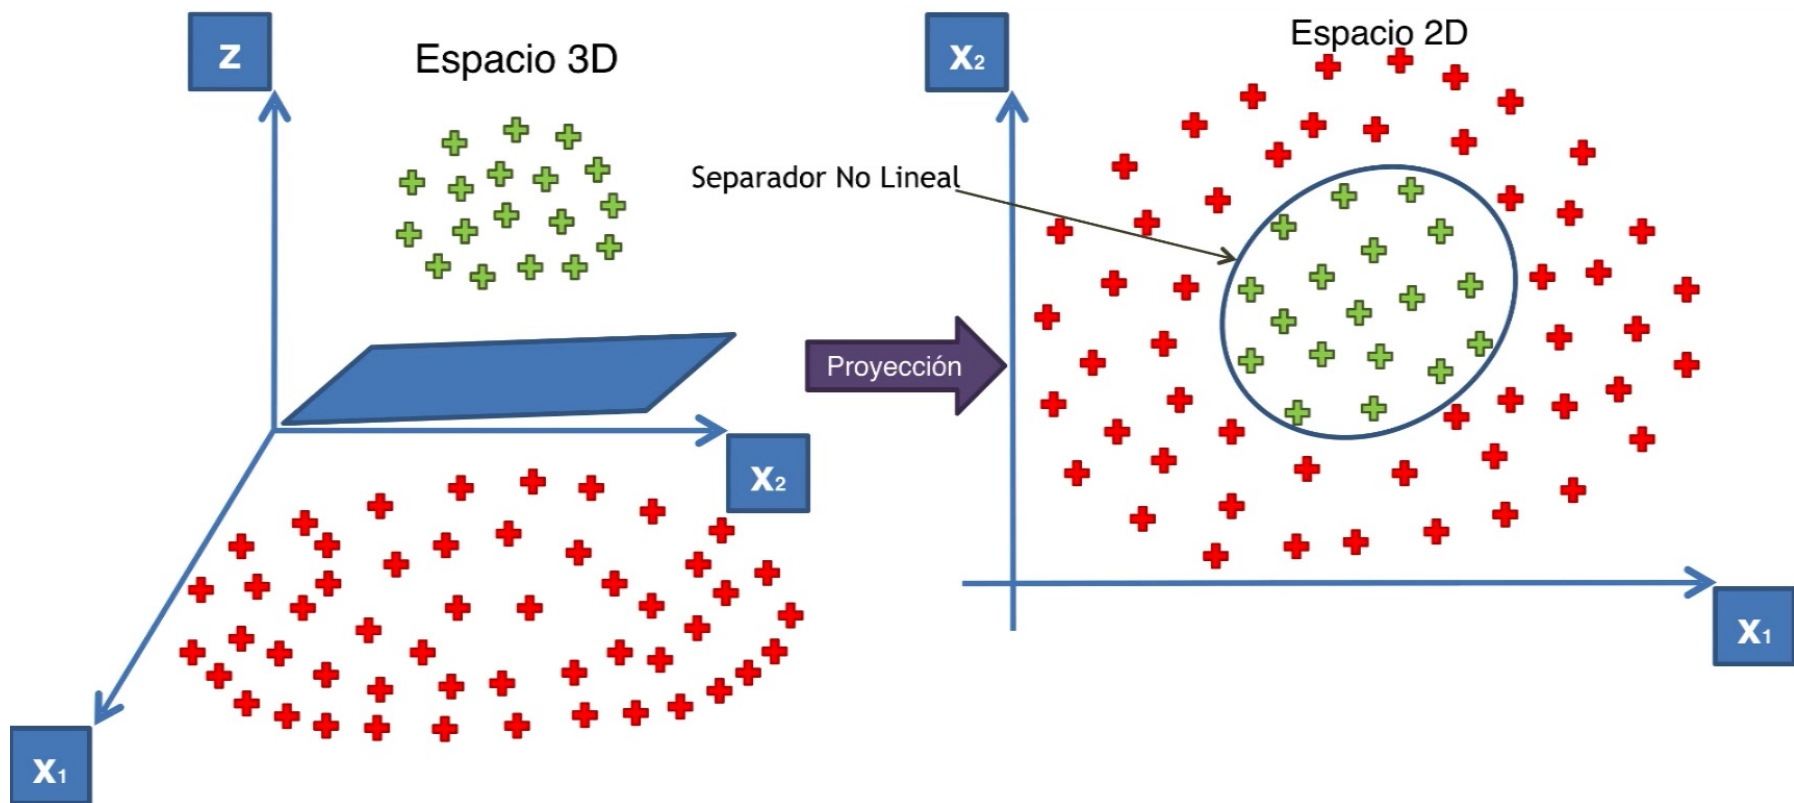 z
Espacio 3D
x₂
x₁
Proyección
Separador No Lineal
x₂
Espacio 2D
x₁